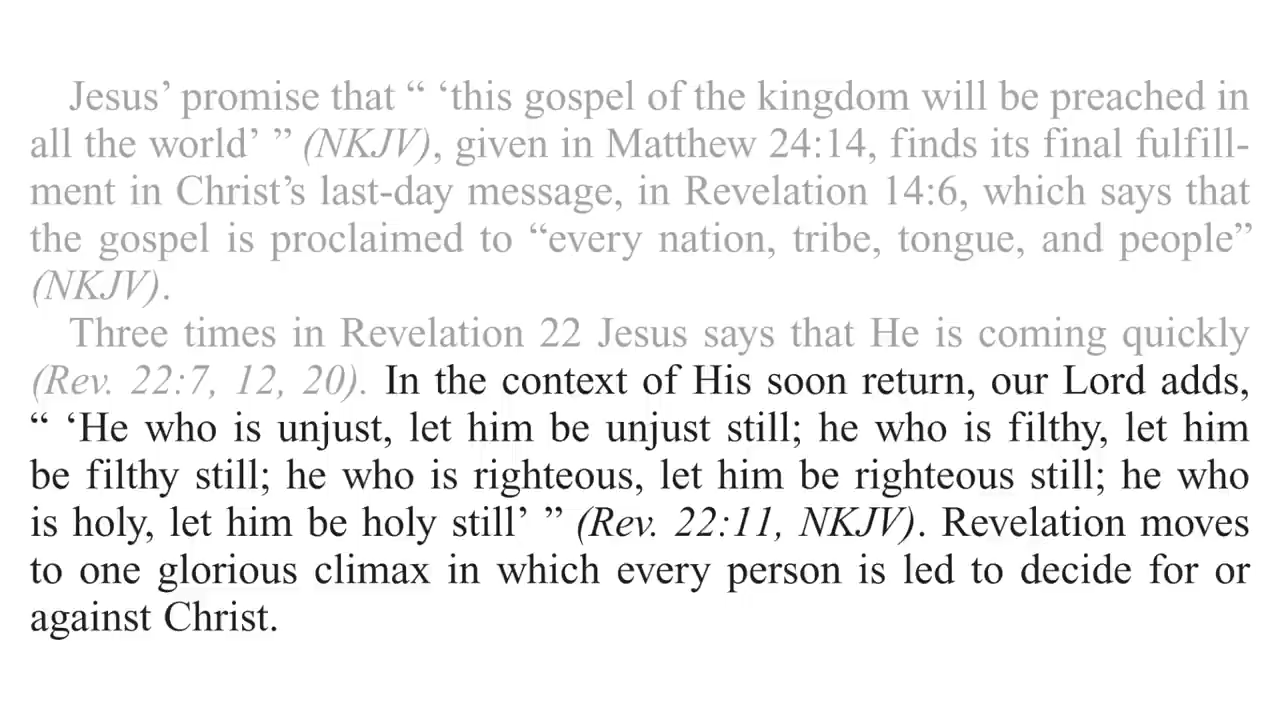 Jesus’ promise that “ ‘this gospel of the kingdom will be preached in
all the world’ ” (NKJV), given in Matthew 24:14, finds its final fulfill-
ment in Christ’s last-day message, in Revelation 14:6, which says that
the gospel is proclaimed to “every nation, tribe, tongue, and people”
(NKJV).
Three times in Revelation 22 Jesus says that He is coming quickly
(Rev. 22:7, 12, 20). In the context of His soon return, our Lord adds,
“ ‘He who is unjust, let him be unjust still; he who is filthy, let him
be filthy still; he who is righteous, let him be righteous still; he who
is holy, let him be holy still’ ” (Rev. 22:11, NKJV). Revelation moves
to one glorious climax in which every person is led to decide for or
against Christ.